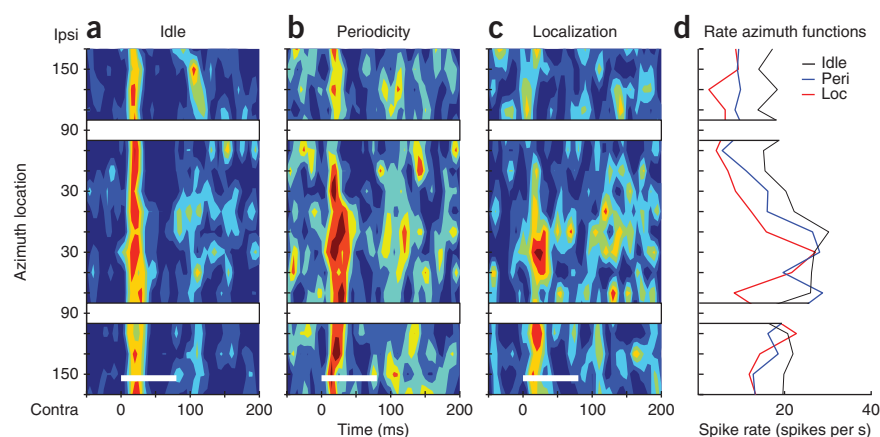 a b c d
Ipsi Idle Periodicity Localization Rate azimuth functions
Idle
Peri
Loc
150
90
30
30
90
150
Contra
Azimuth location
0 100 200 0 100 200 0 100 200 0 20 40
Time (ms) Spike rate (spikes per s)